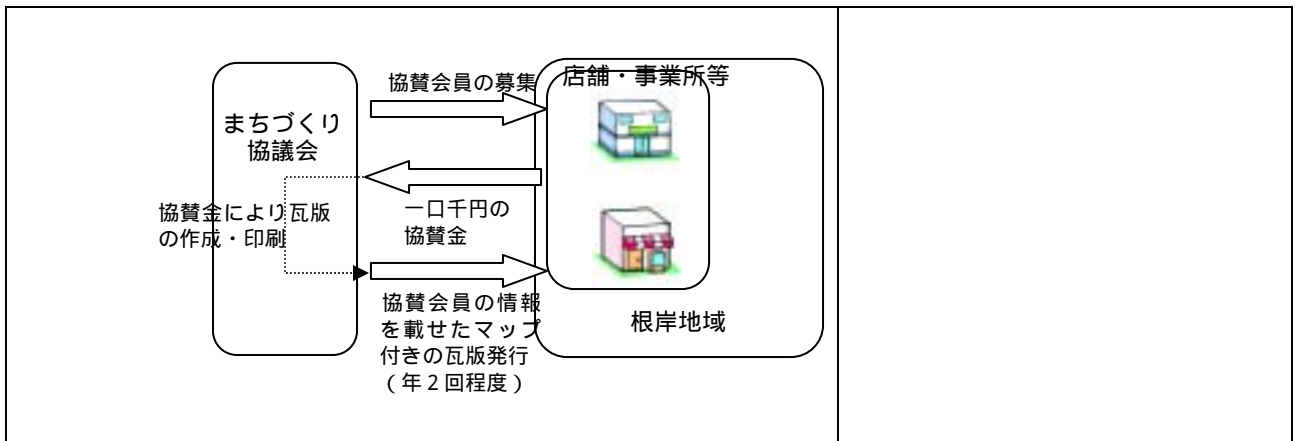 店舗・事業所等
協賛会員の募集
まちづくり
協議会
一口千円の
協賛金
協賛金により瓦版
の作成・印刷
協賛会員の情報
を載せたマップ
付きの瓦版発行
（年２回程度）
根岸地域